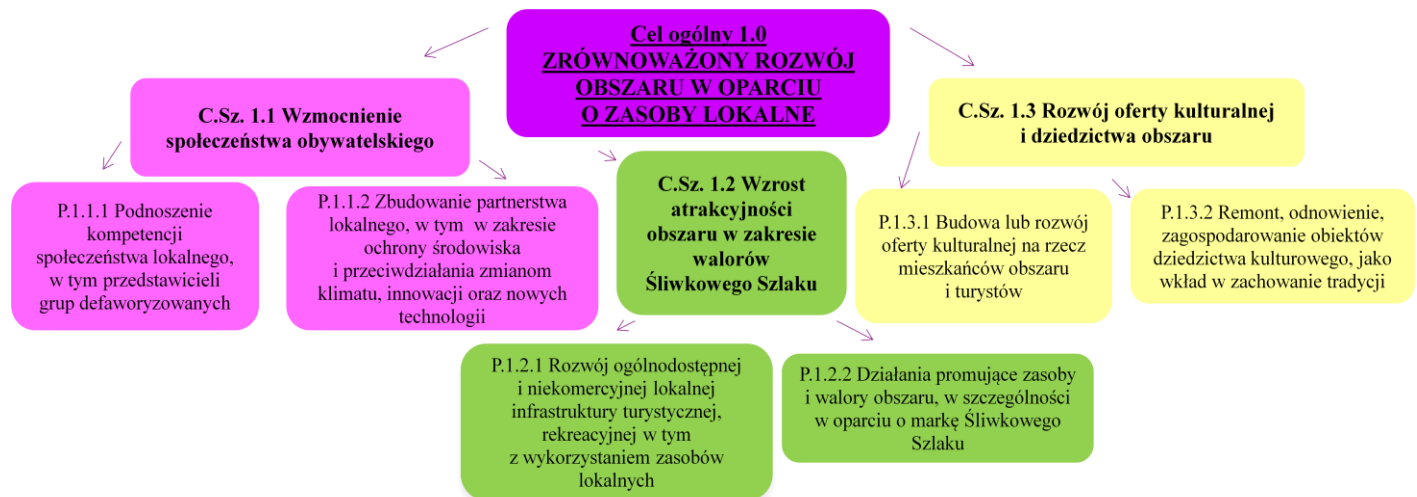 Cel ogólny 1.0
ZRÓWNOWAŻONY ROZWÓJ
OBSZARU W OPARCIU
O ZASOBY LOKALNE
C.Sz. 1.1 Wzmocnienie
społeczeństwa obywatelskiego
P.1.1.1 Podnoszenie
kompetencji
społeczeństwa lokalnego,
w tym przedstawicieli
grup defaworyzowanych
P.1.1.2 Zbudowanie partnerstwa
lokalnego, w tym w zakresie
ochrony środowiska
i przeciwdziałania zmianom
klimatu, innowacji oraz nowych
technologii
C.Sz. 1.2 Wzrost
atrakcyjności
obszaru w zakresie
walorów
Śliwkowego Szlaku
P.1.2.1 Rozwój ogólnodostępnej
i niekomercyjnej lokalnej
infrastruktury turystycznej,
rekreacyjnej w tym
z wykorzystaniem zasobów
lokalnych
P.1.2.2 Działania promujące zasoby
i walory obszaru, w szczególności
w oparciu o markę Śliwkowego
Szlaku
C.Sz. 1.3 Rozwój oferty kulturalnej
i dziedzictwa obszaru
P.1.3.1 Budowa lub rozwój
oferty kulturalnej na rzecz
mieszkańców obszaru
i turystów
P.1.3.2 Remont, odnowienie,
zagospodarowanie obiektów
dziedzictwa kulturowego, jako
wkład w zachowanie tradycji